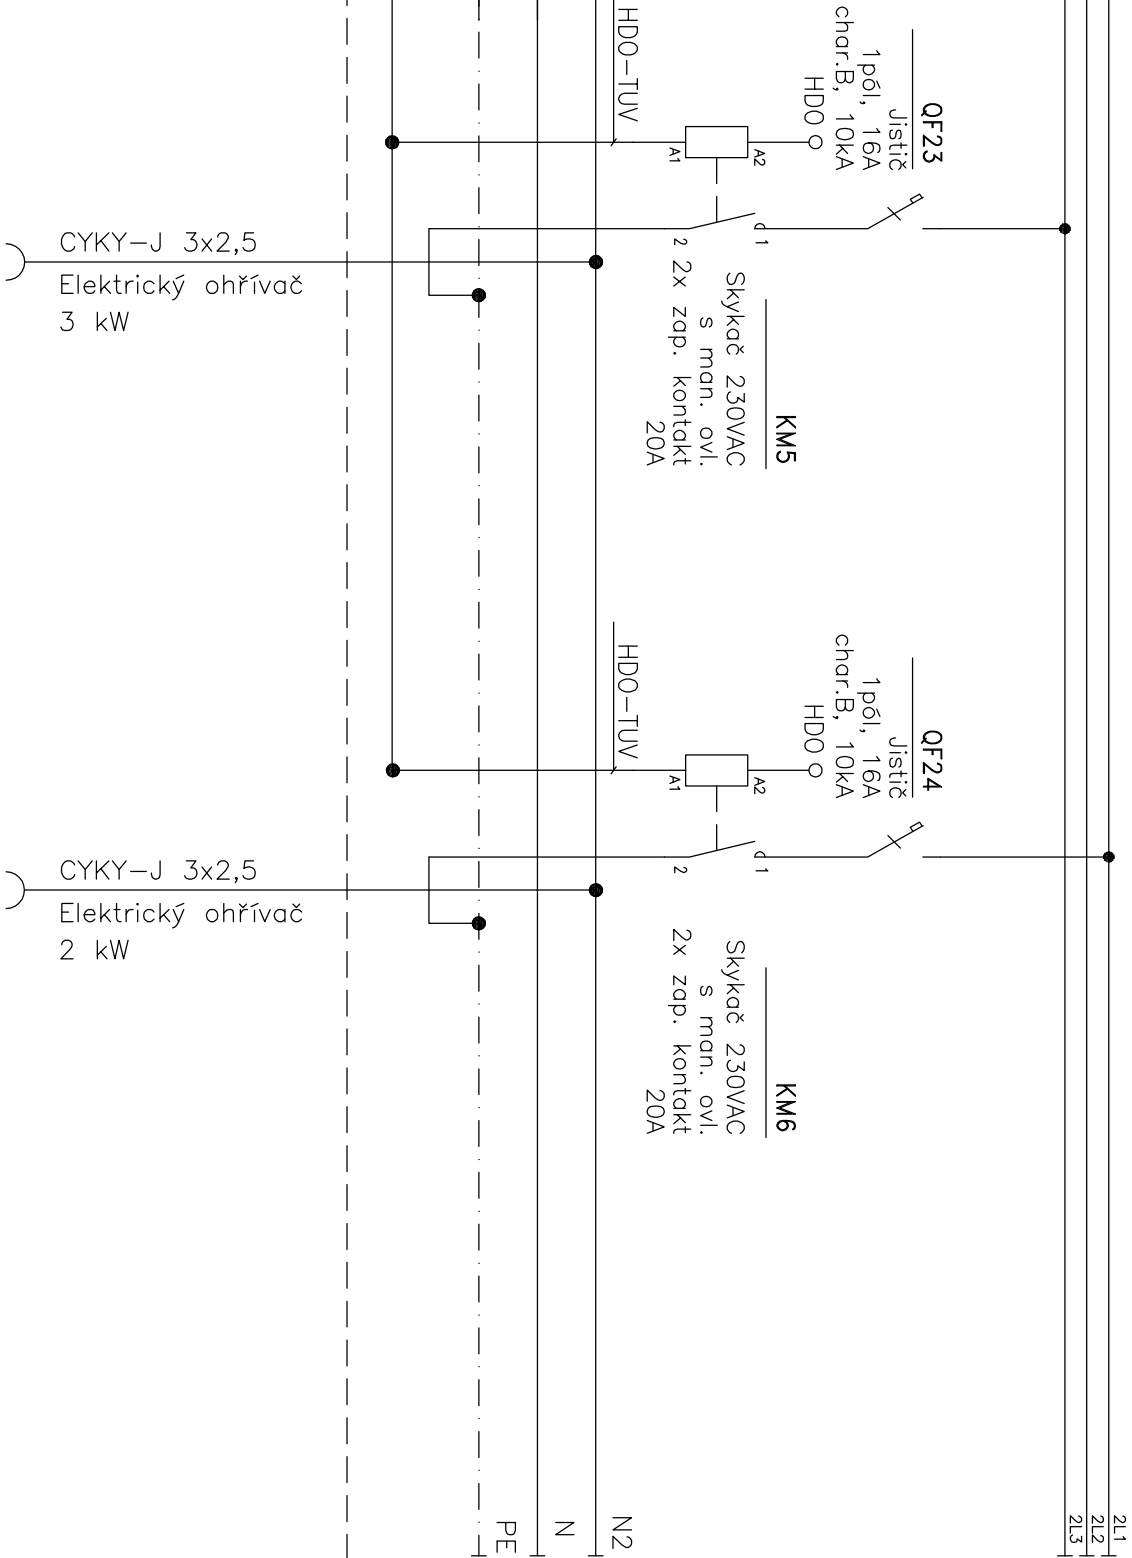 QF23
Jistič
1pól, 16A
char.B, 10kA
HDO
HDO-TUV
A1
A2
1
2
KM5
Skykač 230VAC
s man. ovl.
2x zap. kontakt
20A
CYKY-J 3x2,5
Elektrický ohřívač
3 kW
QF24
Jistič
1pól, 16A
char.B, 10kA
HDO
HDO-TUV
A1
A2
1
2
KM6
Skykač 230VAC
s man. ovl.
2x zap. kontakt
20A
CYKY-J 3x2,5
Elektrický ohřívač
2 kW
2L1
2L2
2L3
N2
N
PE